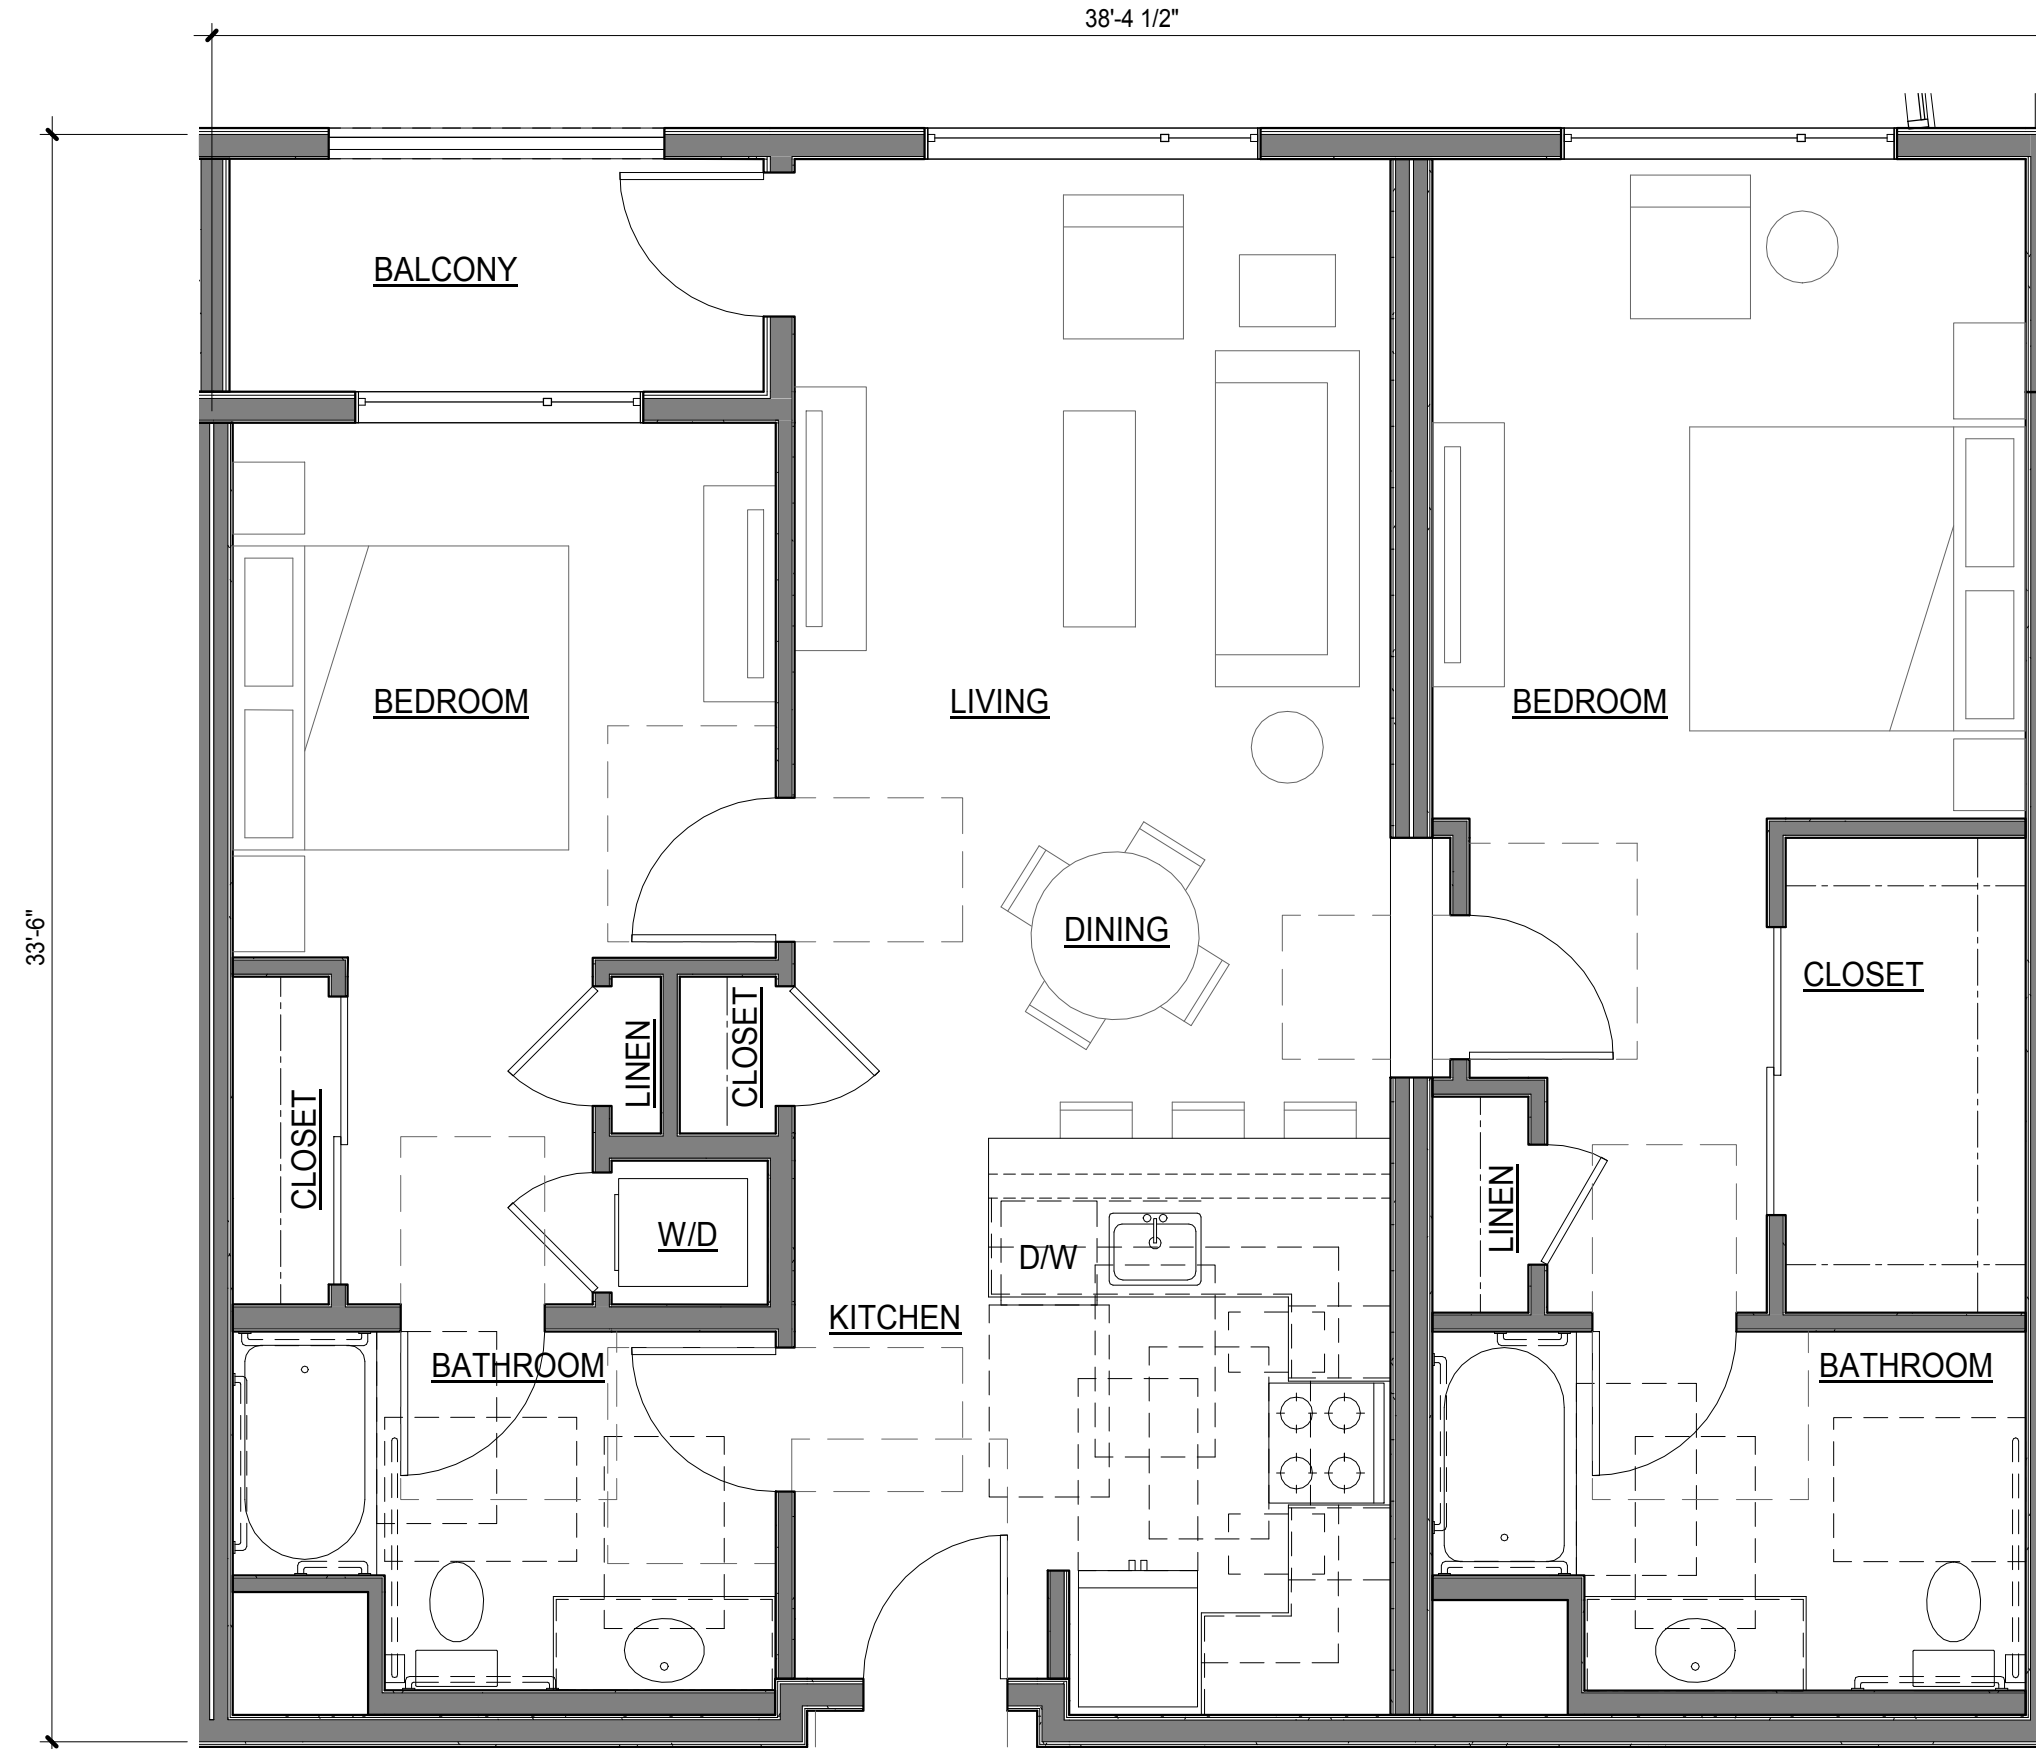 38'-4 1/2"
BALCONY
BEDROOM
LIVING
BEDROOM
33'-6"
DINING
CLOSET
LINEN
CLOSET
CLOSET
LINEN
W/D
D/W
KITCHEN
BATHROOM
BATHROOM